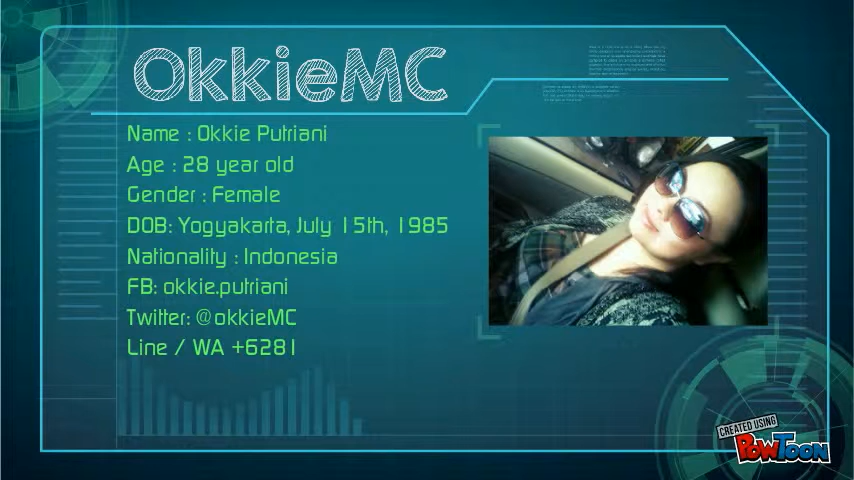 OkkieMC
Name : Okkie Putriani
Age : 28 year old
Gender : Female
DOB: Yogyakarta, July 15th, 1985
Nationality : Indonesia
FB: okkie.putriani
Twitter: @okkieMC
Line / WA +6281
CREATED USING
POWTOON